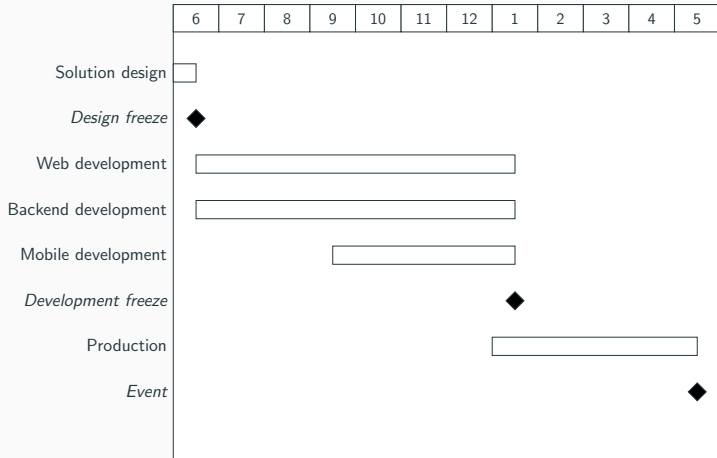 6 7 8 9 10 11 12 1 2 3 4 5
Solution design
Design freeze
Web development
Backend development
Mobile development
Development freeze
Production
Event